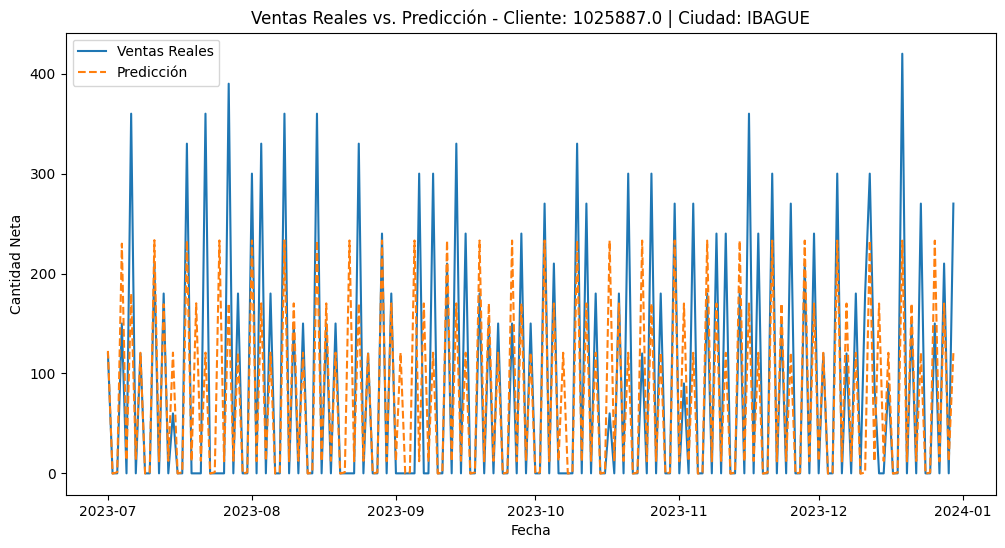 Ventas Reales vs. Predicción - Cliente: 1025887.0 | Ciudad: IBAGUE
Ventas Reales
Predicción
Cantidad Neta
400
300
200
100
0
2023-07
2023-08
2023-09
2023-10
2023-11
2023-12
2024-01
Fecha